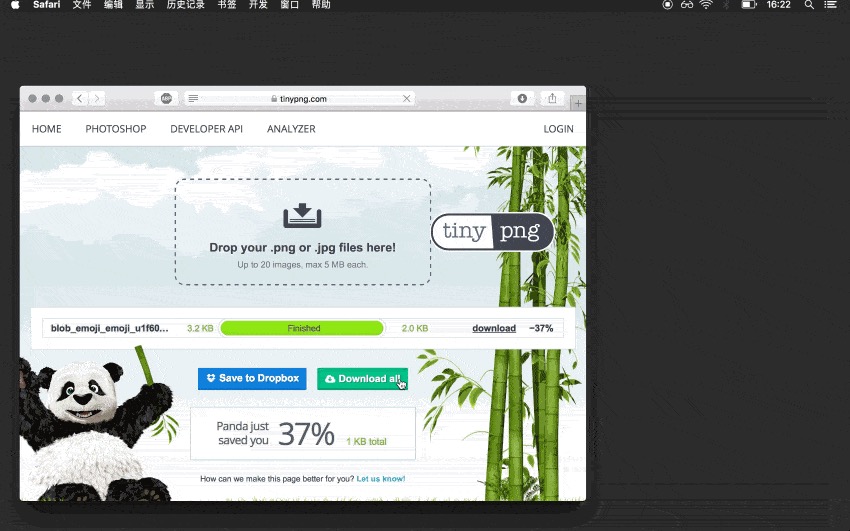 Safari 文件 编辑 显示 历史记录 书签 开发 窗口 帮助 16:22
ABP tinypng.com
HOME PHOTOSHOP DEVELOPER API ANALYZER LOGIN
Drop your .png or .jpg files here!
Up to 20 images, max 5 MB each.
tiny png
blob_emoji_emoji_u1f60... 3.2 KB Finished 2.0 KB download −37%
Save to Dropbox Download all
Panda just
saved you 37% 1 KB total
How can we make this page better for you? Let us know!